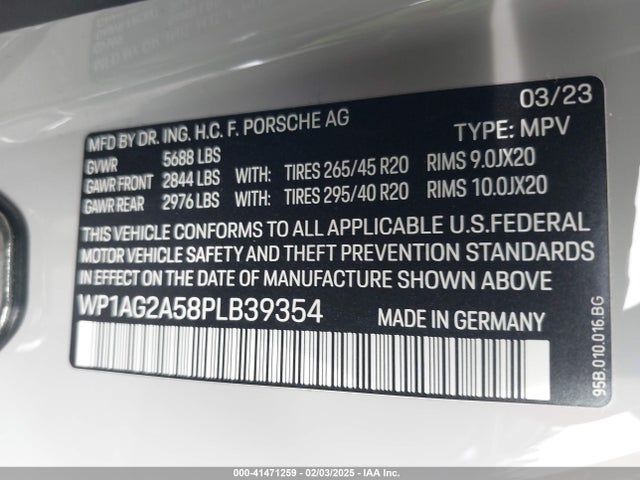 03/23
MFD BY DR. ING. H.C. F. PORSCHE AG TYPE: MPV
GVWR 5688 LBS
GAWR FRONT 2844 LBS WITH: TIRES 265/45 R20 RIMS 9.0JX20
GAWR REAR 2976 LBS WITH: TIRES 295/40 R20 RIMS 10.0JX20
THIS VEHICLE CONFORMS TO ALL APPLICABLE U.S.FEDERAL
MOTOR VEHICLE SAFETY AND THEFT PREVENTION STANDARDS
IN EFFECT ON THE DATE OF MANUFACTURE SHOWN ABOVE
WP1AG2A58PLB39354 MADE IN GERMANY
95B.010.016.BG
000-41471259 - 02/03/2025 - IAAI.com